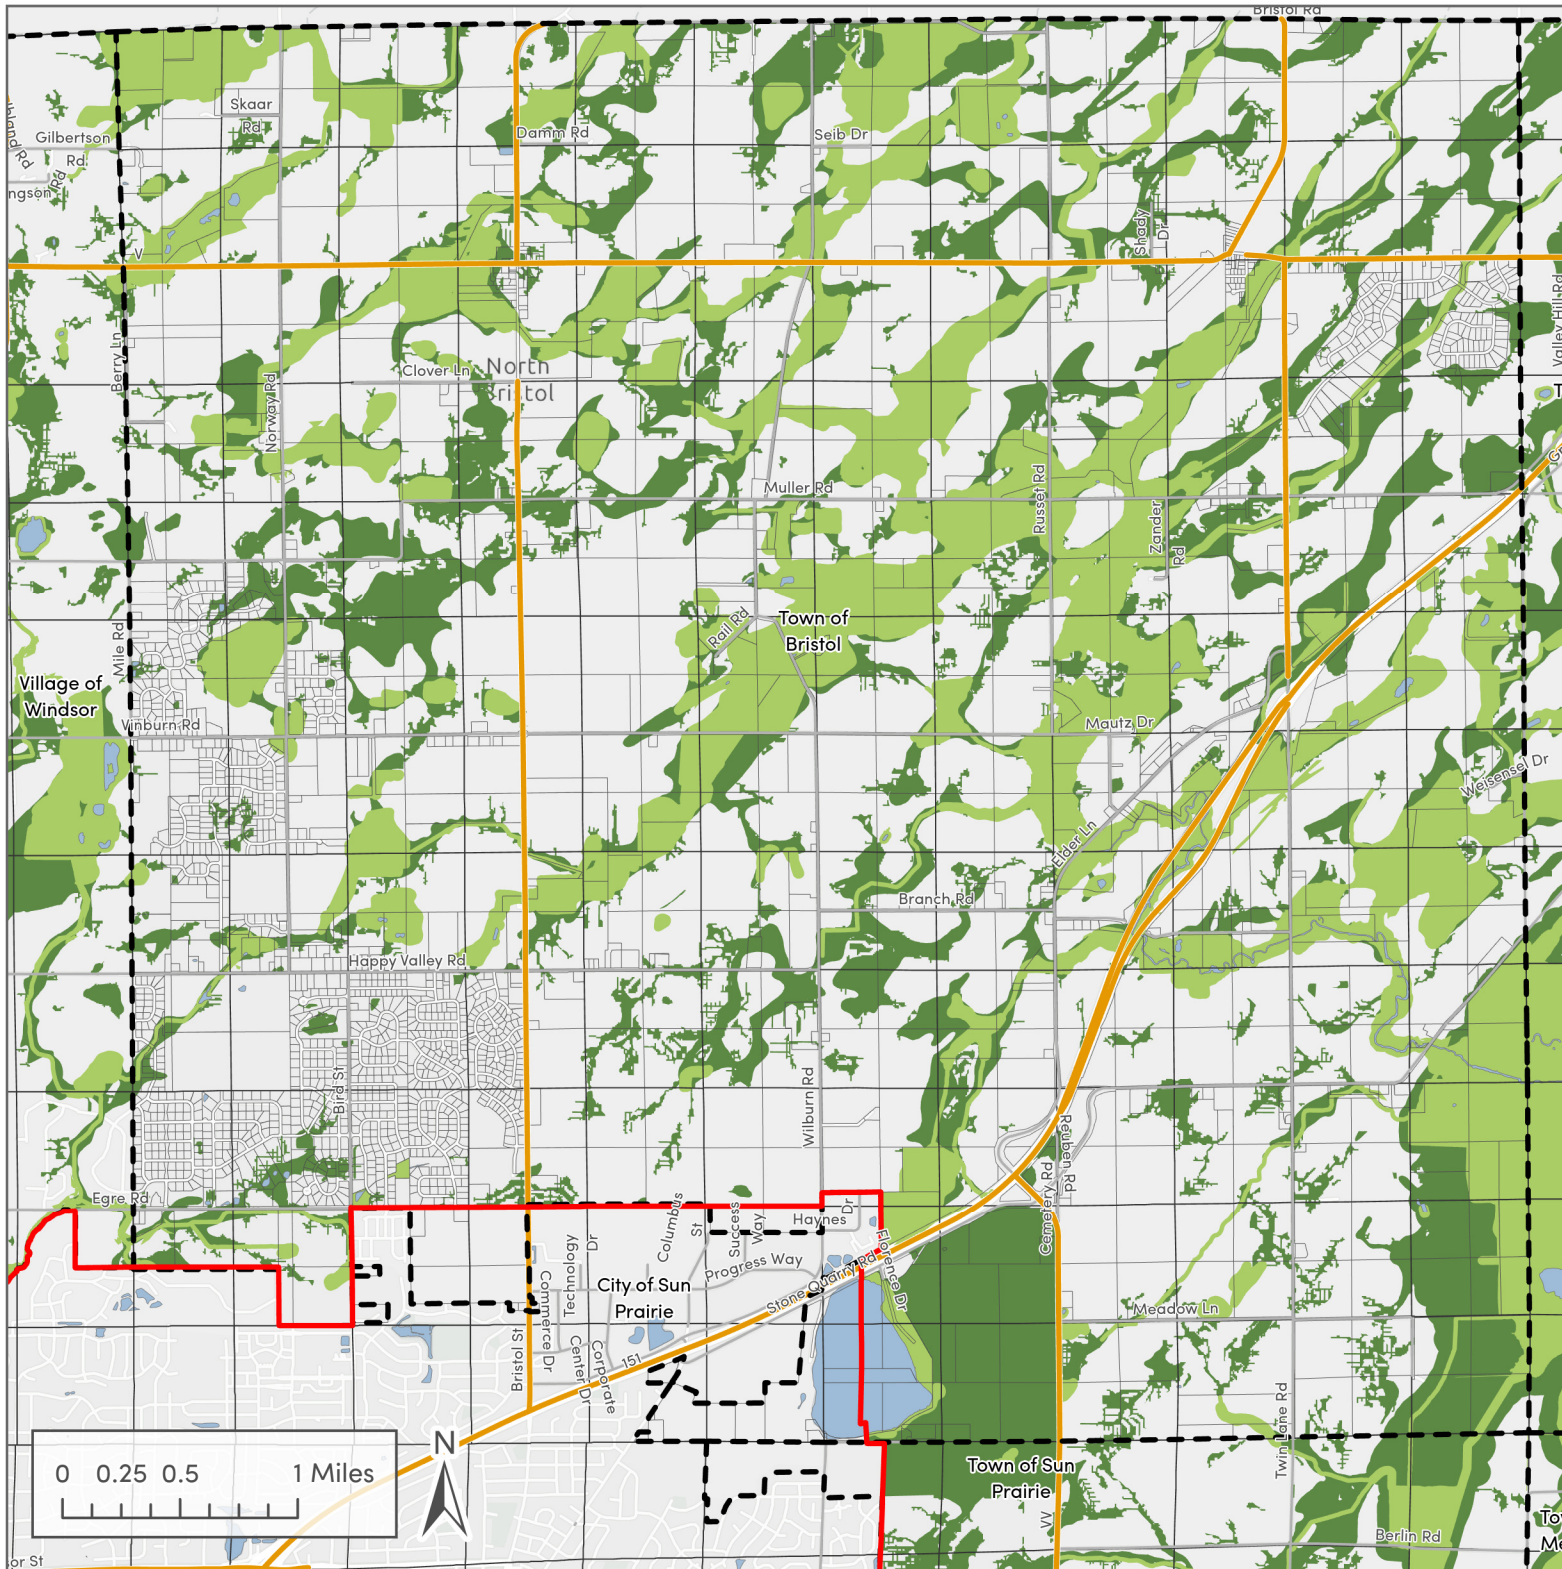 Bristol Rd
Skaar
Rd
Gilbertson
Rd
Rd
Rd
Damm Rd
Seib Dr
Shady
Dr
V
Berry Ln
Norway Rd
Clover Ln
North
Bristol
Valley Hill Rd
Muller Rd
Russet Rd
Zander
Rd
Mile Rd
Rail Rd
Town of
Bristol
Village of
Windsor
Vinburn Rd
Mautz Dr
Weisensel Dr
Elder Ln
Branch Rd
Happy Valley Rd
Bird St
Wilburn Rd
Reuben Rd
Cemetery Rd
Egre Rd
Columbus
St
Success
Way
Haynes
Dr
Technology
Dr
Progress Way
Florence Dr
Stone Quarry Rd
City of Sun
Prairie
Commerce Dr
Meadow Ln
Bristol St
Center Dr
Corporate
151
Twin Lane Rd
N
0 0.25 0.5 1 Miles
Town of Sun
Prairie
VV
Berlin Rd
St